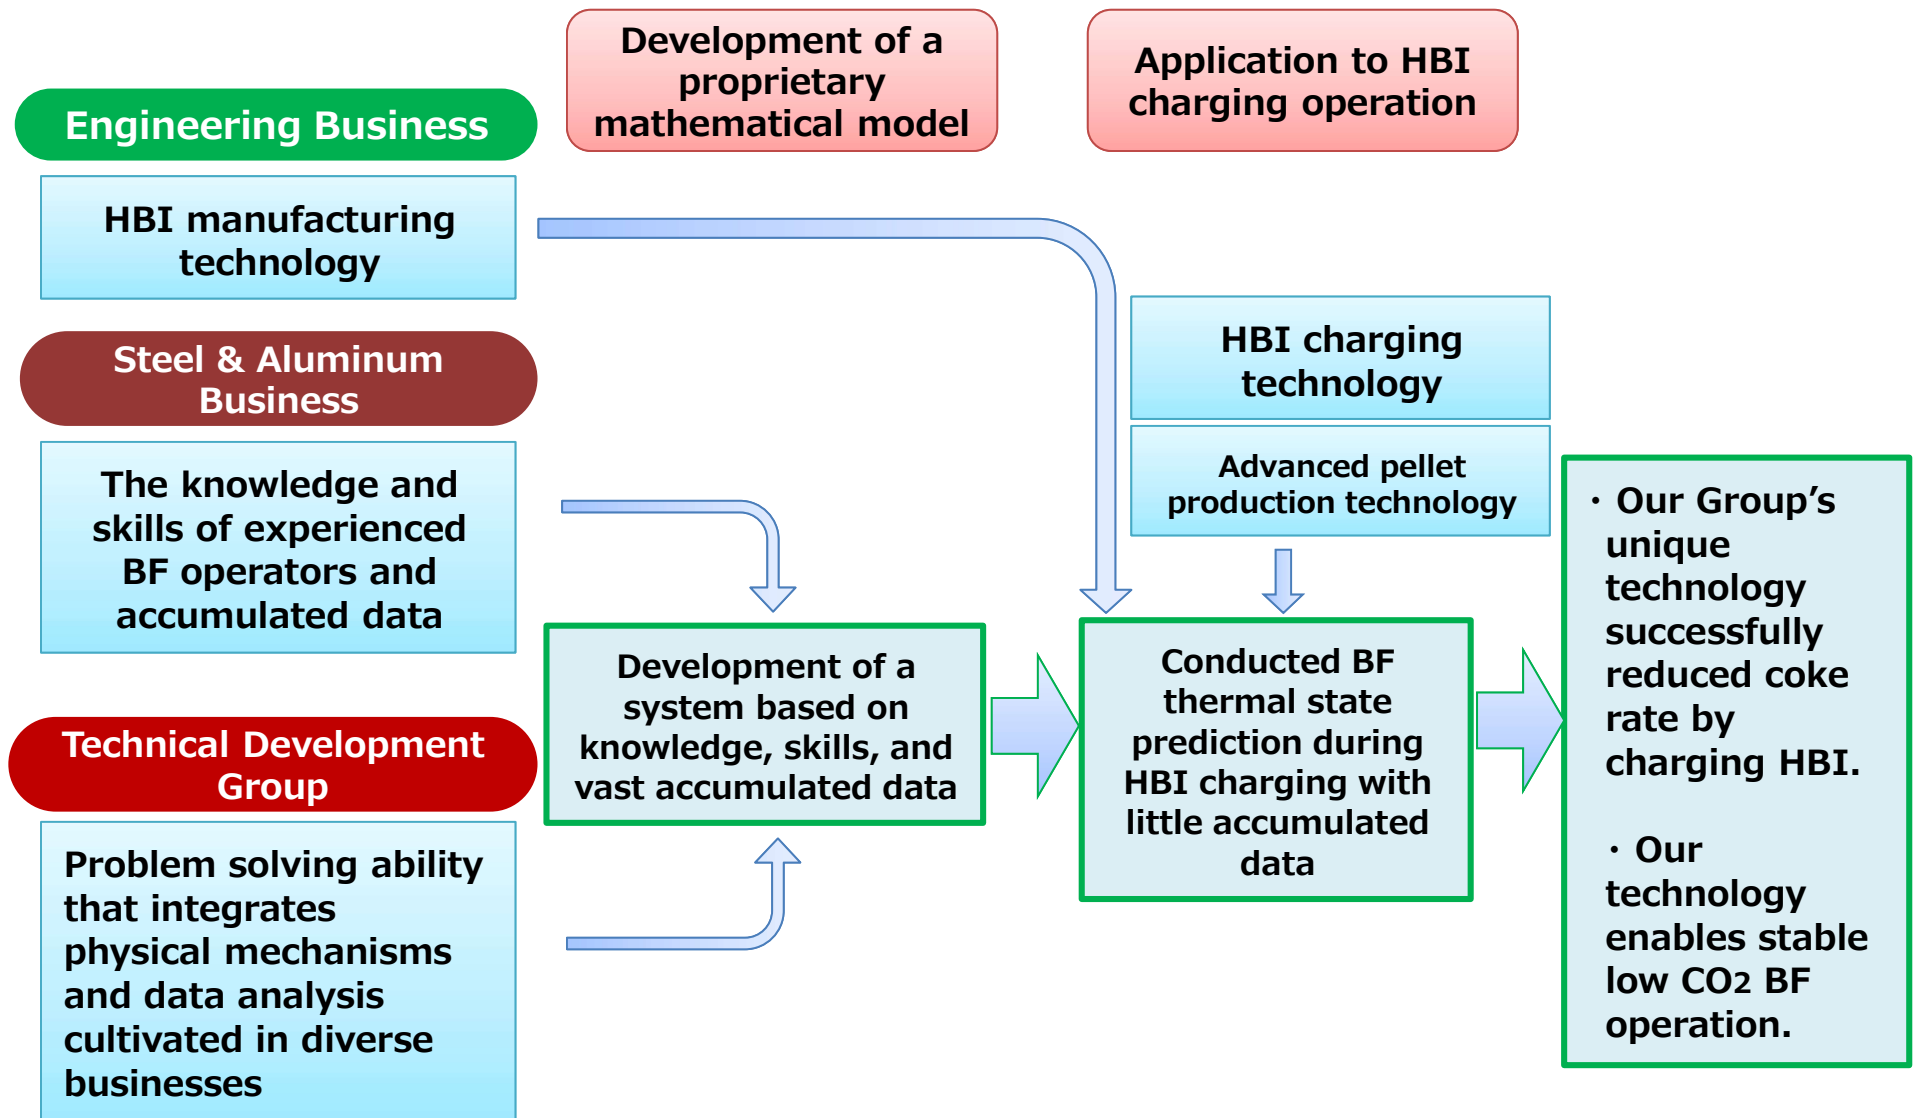 Development of a
proprietary
mathematical model
Application to HBI
charging operation
Engineering Business
HBI manufacturing
technology
Steel & Aluminum
Business
The knowledge and
skills of experienced
BF operators and
accumulated data
Technical Development
Group
Problem solving ability
that integrates
physical mechanisms
and data analysis
cultivated in diverse
businesses
Development of a
system based on
knowledge, skills, and
vast accumulated data
HBI charging
technology
Advanced pellet
production technology
Conducted BF
thermal state
prediction during
HBI charging with
little accumulated
data
・Our Group’s
unique
technology
successfully
reduced coke
rate by
charging HBI.
・Our
technology
enables stable
low CO2 BF
operation.